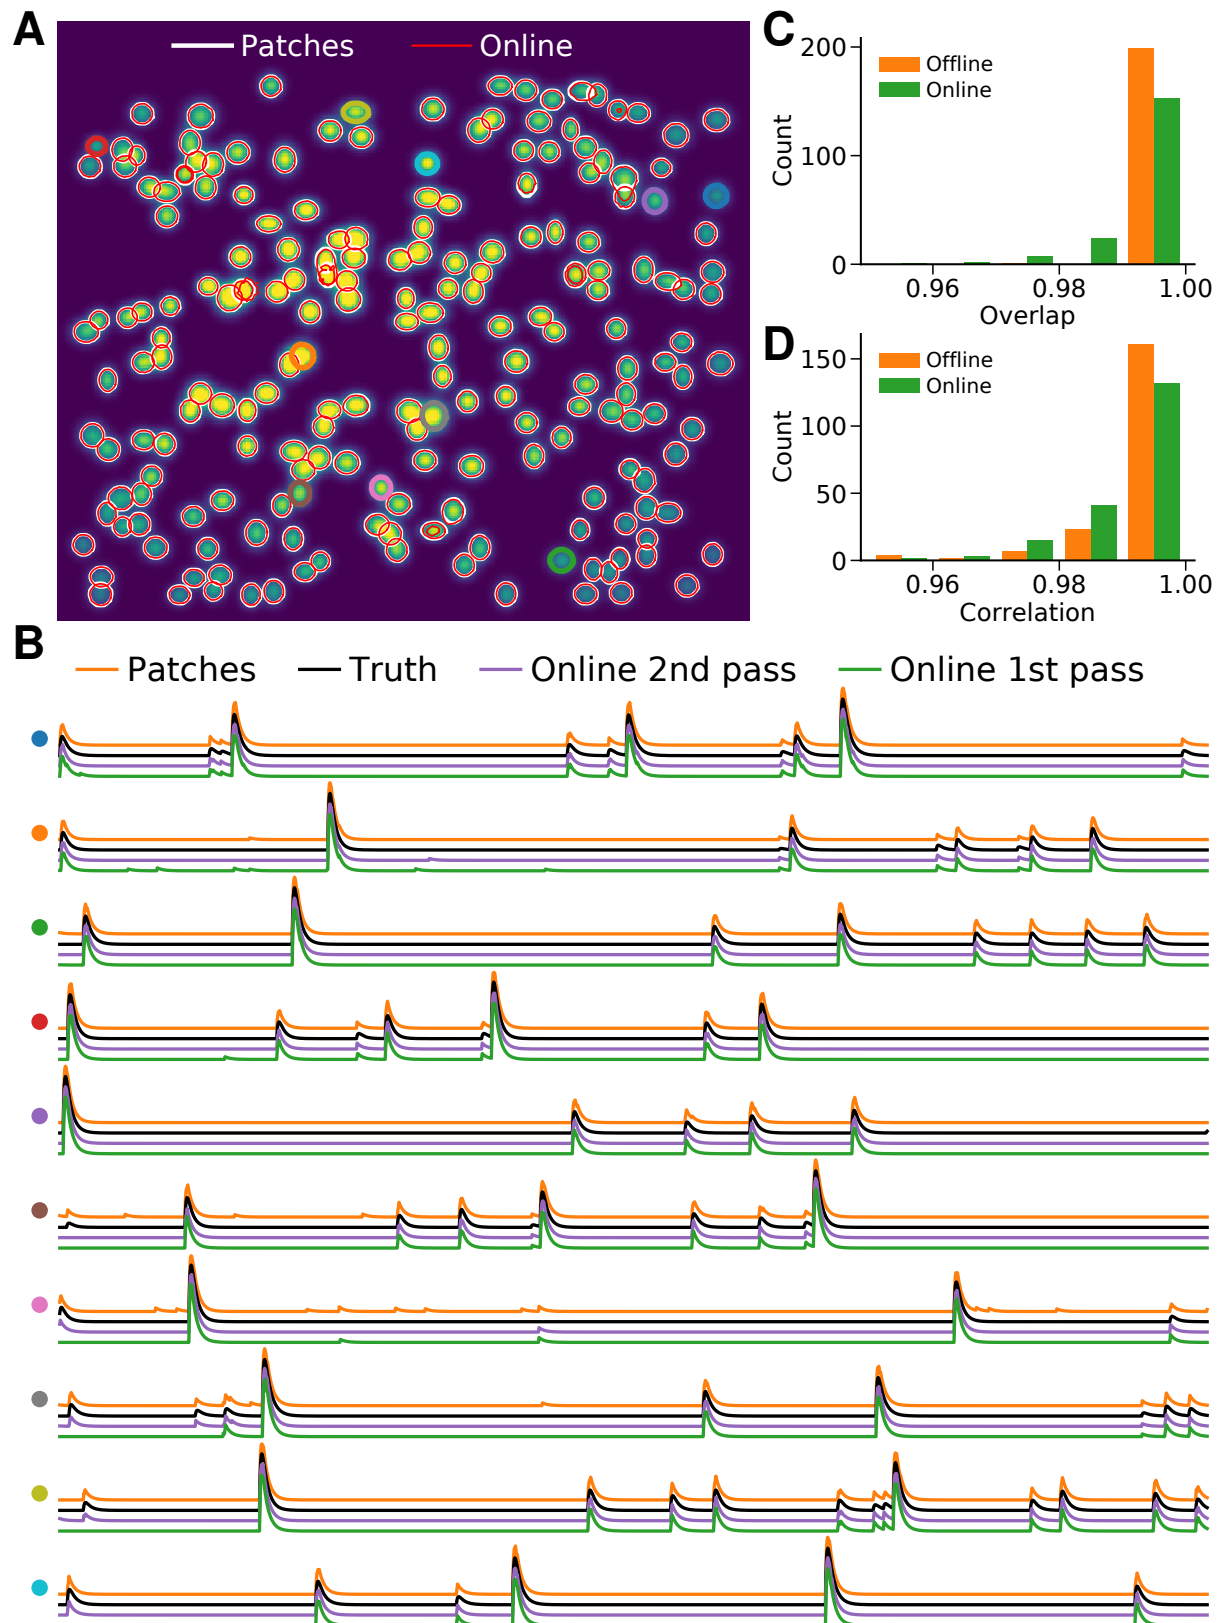 A
Patches Online
C
200
100
0
Count
Offline
Online
0.96 0.98 1.00
Overlap
D
150
100
50
0
Count
Offline
Online
0.96 0.98 1.00
Correlation
B
Patches Truth Online 2nd pass Online 1st pass